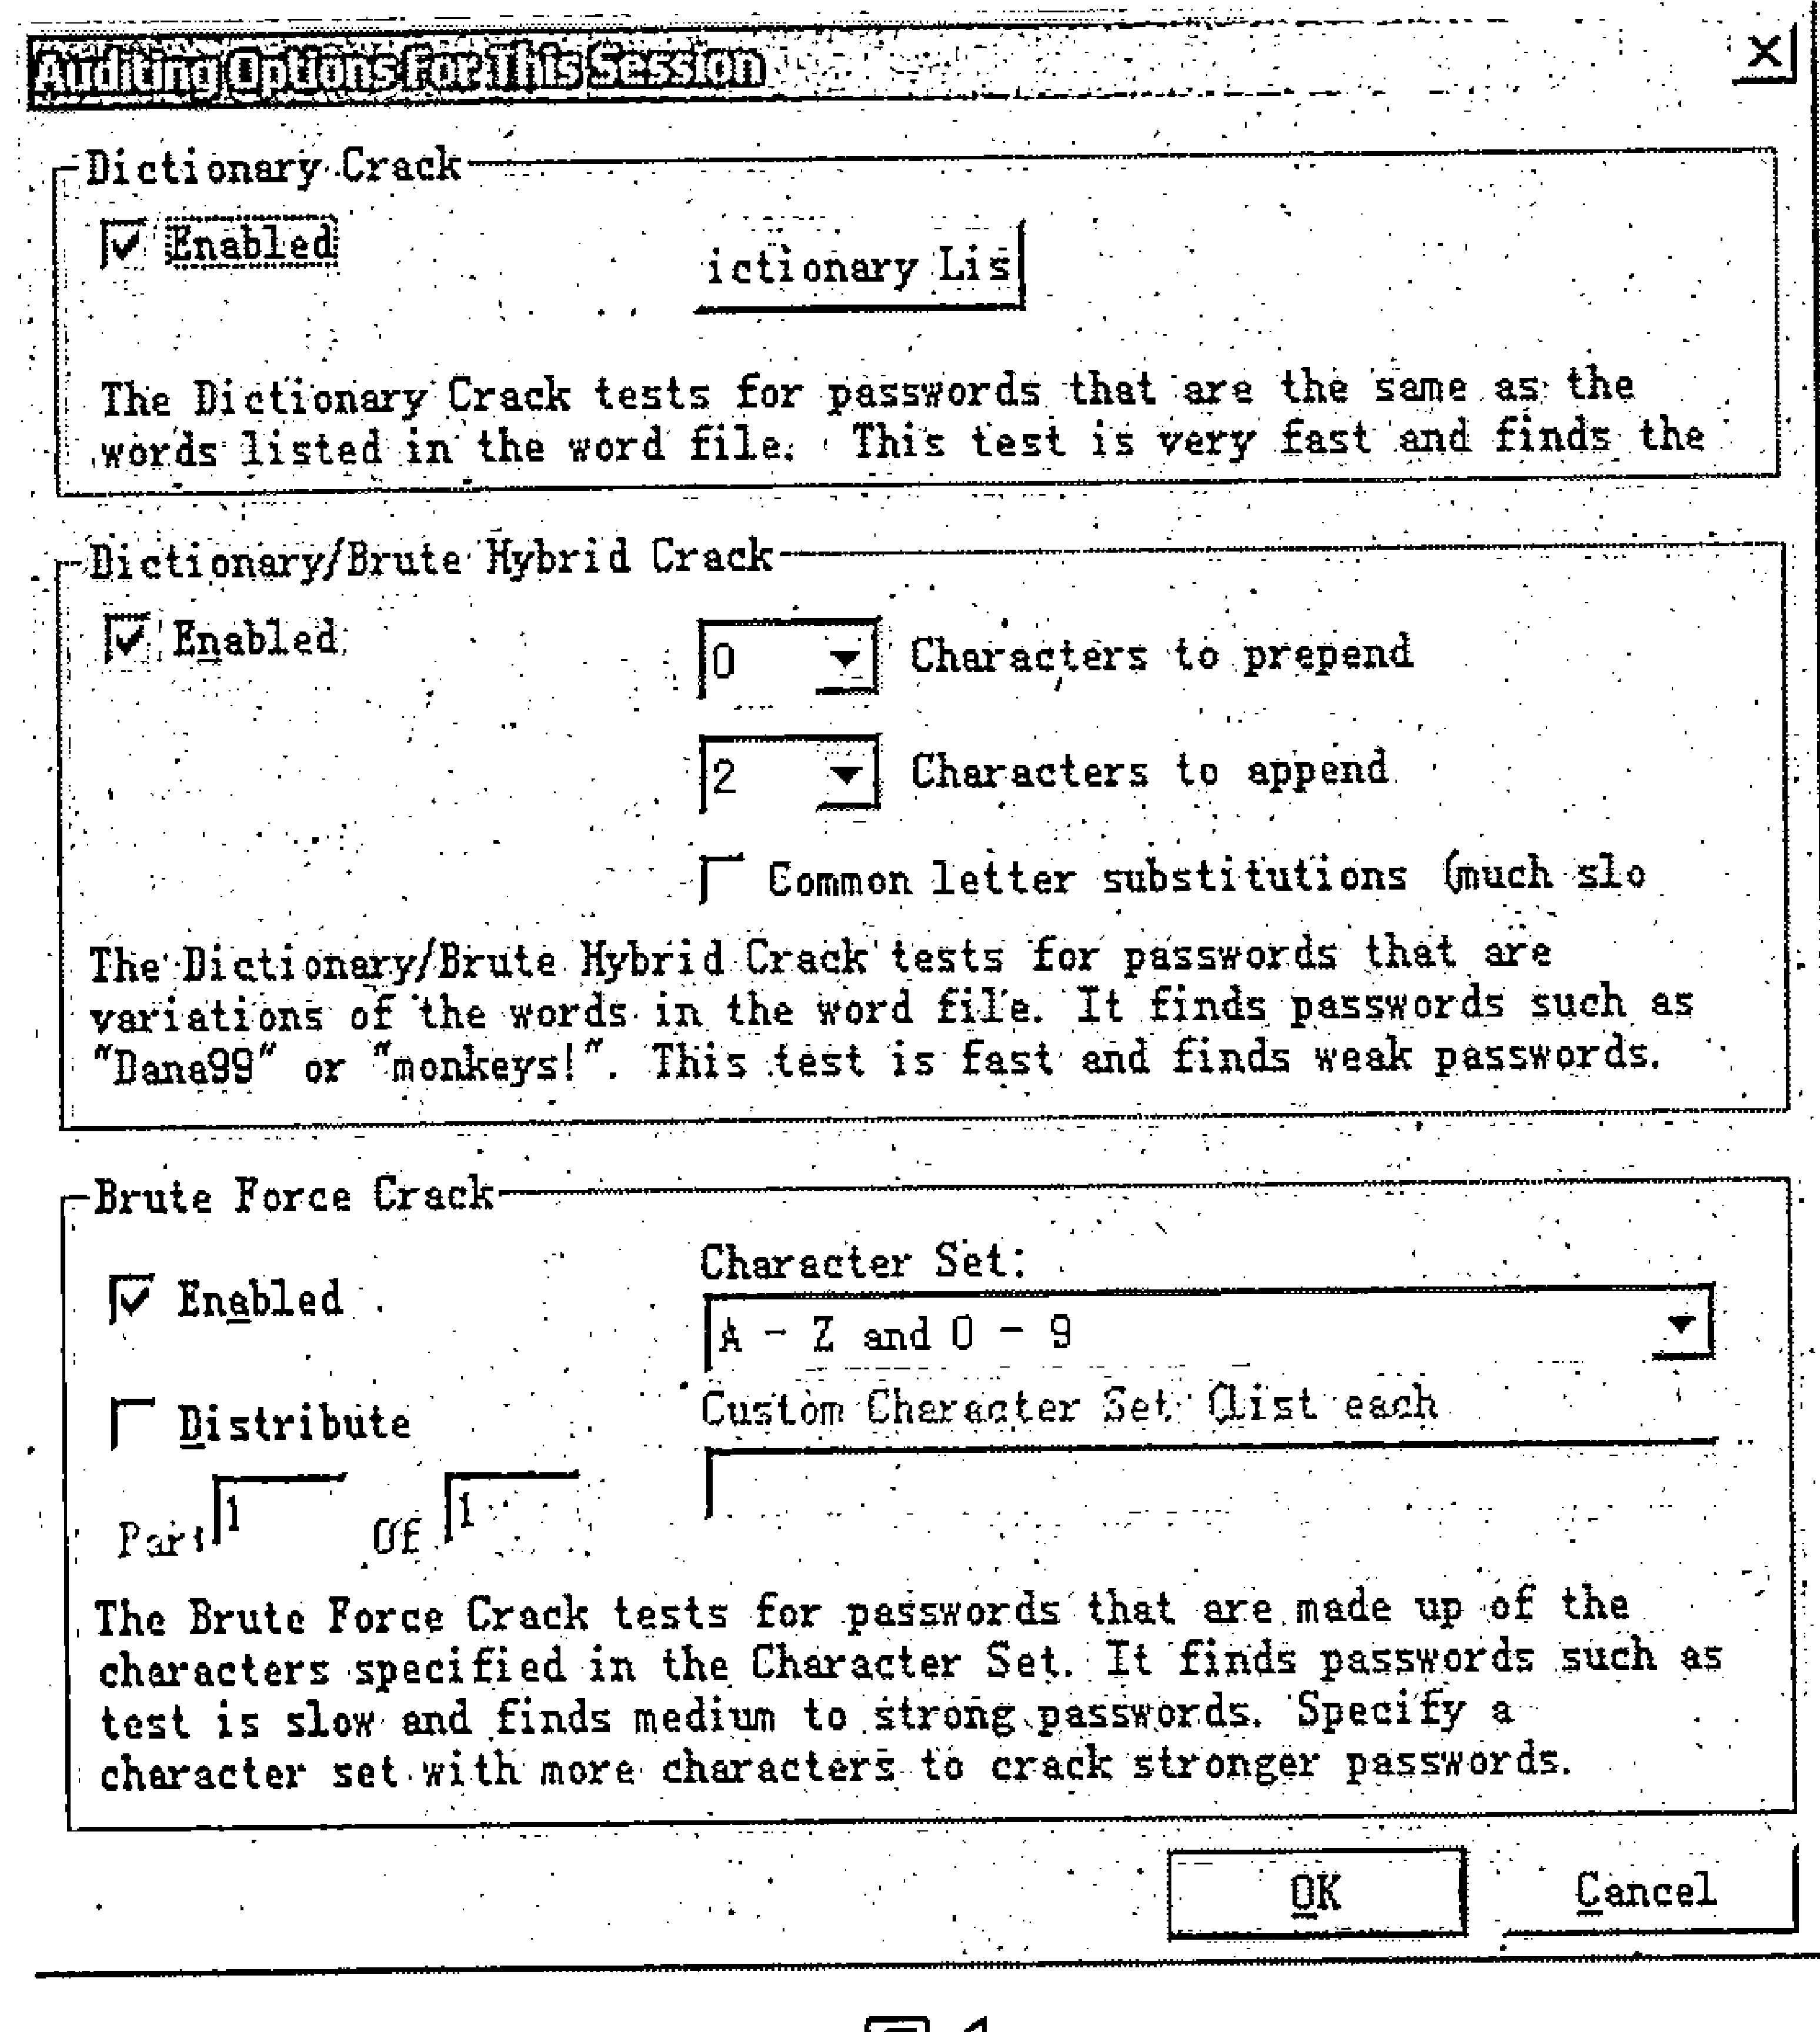 Auditing Options For This Session
Dictionary Crack
Enabled
ictionary Lis
The Dictionary Crack tests for passwords that are the same as the
words listed in the word file. This test is very fast and finds the
Dictionary/Brute Hybrid Crack
Enabled
0 Characters to prepend
2 Characters to append
Common letter substitutions (much slo
The Dictionary/Brute Hybrid Crack tests for passwords that are
variations of the words in the word file. It finds passwords such as
"Dana99" or "monkeys!". This test is fast and finds weak passwords.
Brute Force Crack
Character Set:
Enabled
A - Z and 0 - 9
Custom Character Set (list each
Distribute
Part 1 Of 1
The Brute Force Crack tests for passwords that are made up of the
characters specified in the Character Set. It finds passwords such as
test is slow and finds medium to strong passwords. Specify a
character set with more characters to crack stronger passwords.
OK Cancel